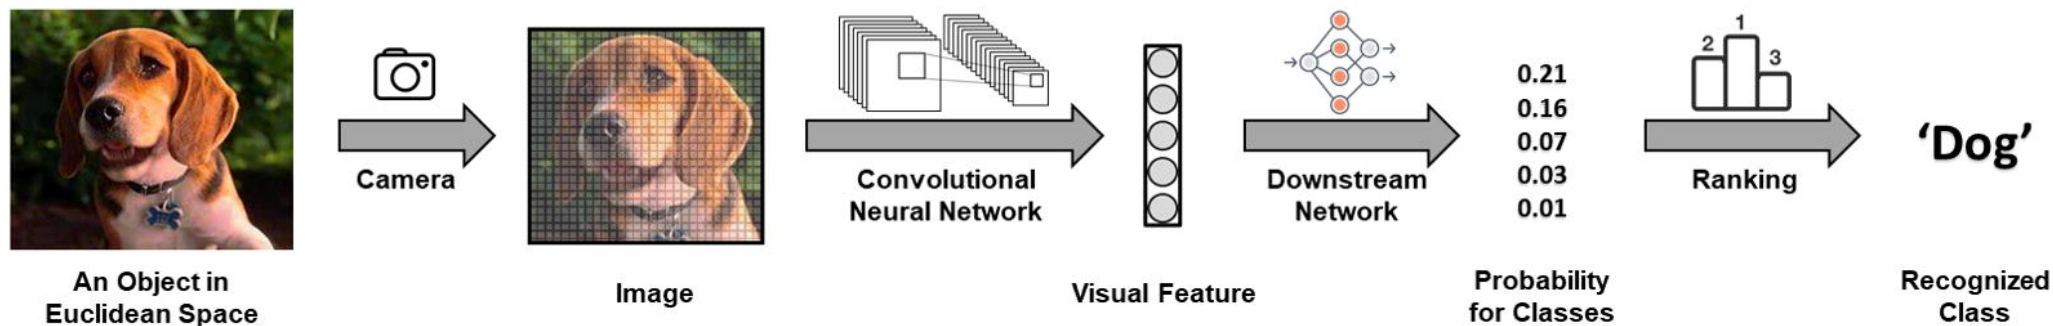 Camera
Convolutional
Neural Network
Downstream
Network
0.21
0.16
0.07
0.03
0.01
1
2
3
Ranking
‘Dog’
An Object in
Euclidean Space
Image
Visual Feature
Probability
for Classes
Recognized
Class